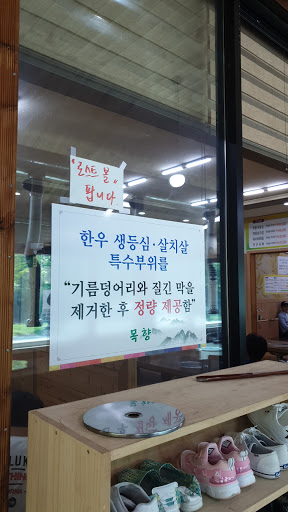 "로스트 볼"
팝니다
한우 생등심·살치살
특수부위를
"기름덩어리와 질긴 막을
제거한 후 정량 제공함"
목향
LUK